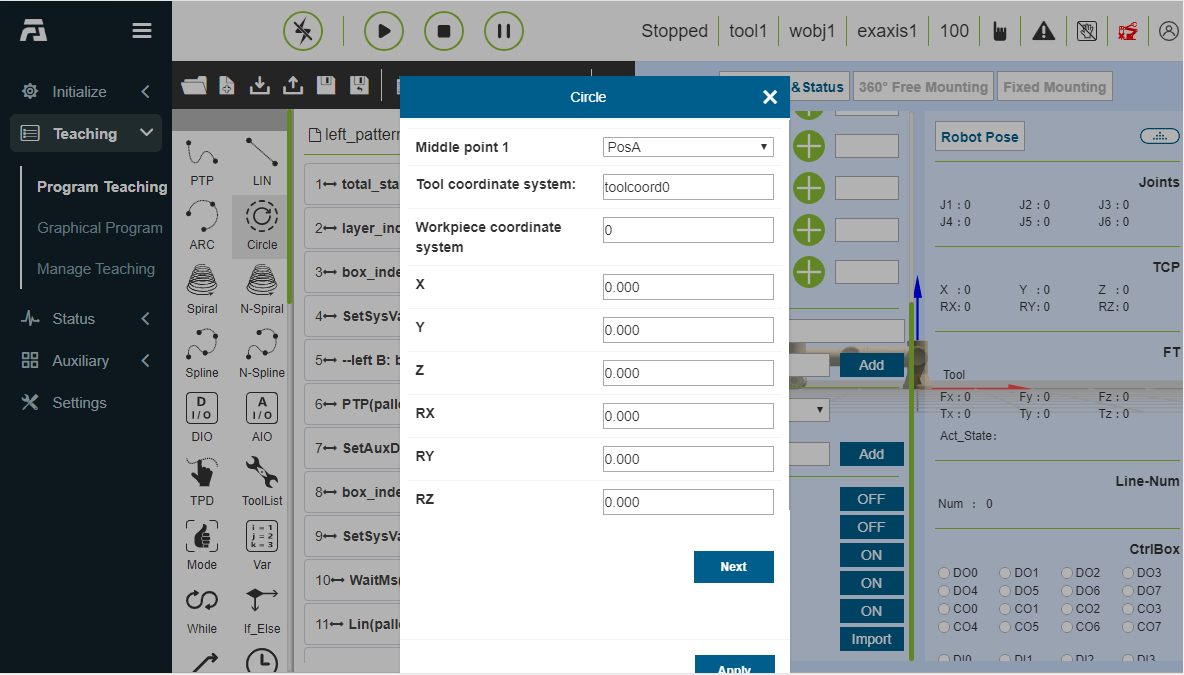 Stopped tool1 wobj1 exaxis1 100
Initialize
Teaching
Program Teaching
Graphical Program
Manage Teaching
Status
Auxiliary
Settings
PTP LIN
ARC Circle
Spiral N-Spiral
Spline N-Spline
D I/O A I/O
DIO AIO
TPD ToolList
i = 1
j = 2
k = 3
Mode Var
While If_Else
left_pattern
1 total_sta
2 layer_ind
3 box_inde
4 SetSysVa
5 --left B: b
6 PTP(palle
7 SetAuxD
8 box_inde
9 SetSysVa
10 WaitMs(
11 Lin(palle
Circle
Middle point 1 PosA
Tool coordinate system: toolcoord0
Workpiece coordinate
system 0
X 0.000
Y 0.000
Z 0.000
RX 0.000
RY 0.000
RZ 0.000
Next
Apply
&Status 360° Free Mounting Fixed Mounting
Add
Add
OFF
OFF
ON
ON
ON
Import
Robot Pose
Joints
J1 : 0 J2 : 0 J3 : 0
J4 : 0 J5 : 0 J6 : 0
TCP
X : 0 Y : 0 Z : 0
RX: 0 RY: 0 RZ: 0
FT
Tool
Fx : 0 Fy : 0 Fz : 0
Tx : 0 Ty : 0 Tz : 0
Act_State:
Line-Num
Num : 0
CtrlBox
DO0 DO1 DO2 DO3
DO4 DO5 DO6 DO7
CO0 CO1 CO2 CO3
CO4 CO5 CO6 CO7
DI0 DI1 DI2 DI3